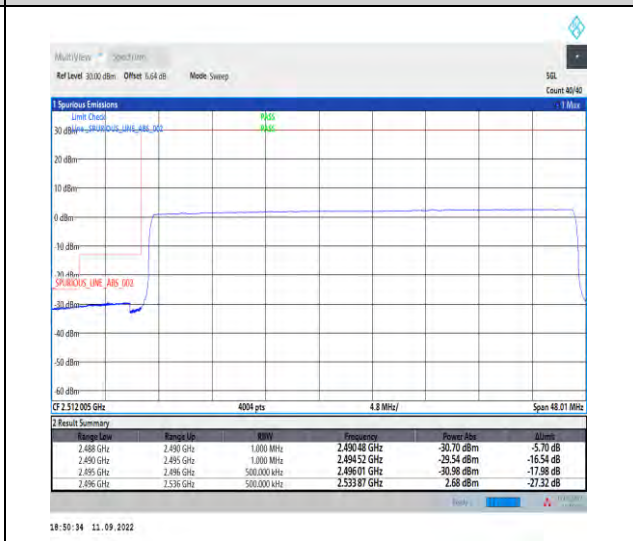 MultiView Spectrum
Ref Level 30.00 dBm Offset 6.64 dB Mode Sweep SGL
Count 40/40
1 Spurious Emissions 1 Max
Limit Check PASS
30 dBm Line _SPURIOUS_LINE_ABS_002 PASS
20 dBm
10 dBm
0 dBm
-10 dBm
-20 dBm
SPURIOUS_LINE_ABS_002
-30 dBm
-40 dBm
-50 dBm
-60 dBm
CF 2.512 005 GHz 4004 pts 4.8 MHz/ Span 48.01 MHz
2 Result Summary
Range Low Range Up RBW Frequency Power Abs ΔLimit
2.488 GHz 2.490 GHz 1.000 MHz 2.490 48 GHz -30.70 dBm -5.70 dB
2.490 GHz 2.495 GHz 1.000 MHz 2.494 52 GHz -29.54 dBm -16.54 dB
2.495 GHz 2.496 GHz 500.000 kHz 2.496 01 GHz -30.98 dBm -17.98 dB
2.496 GHz 2.536 GHz 500.000 kHz 2.533 87 GHz 2.68 dBm -27.32 dB
18:50:34 11.09.2022